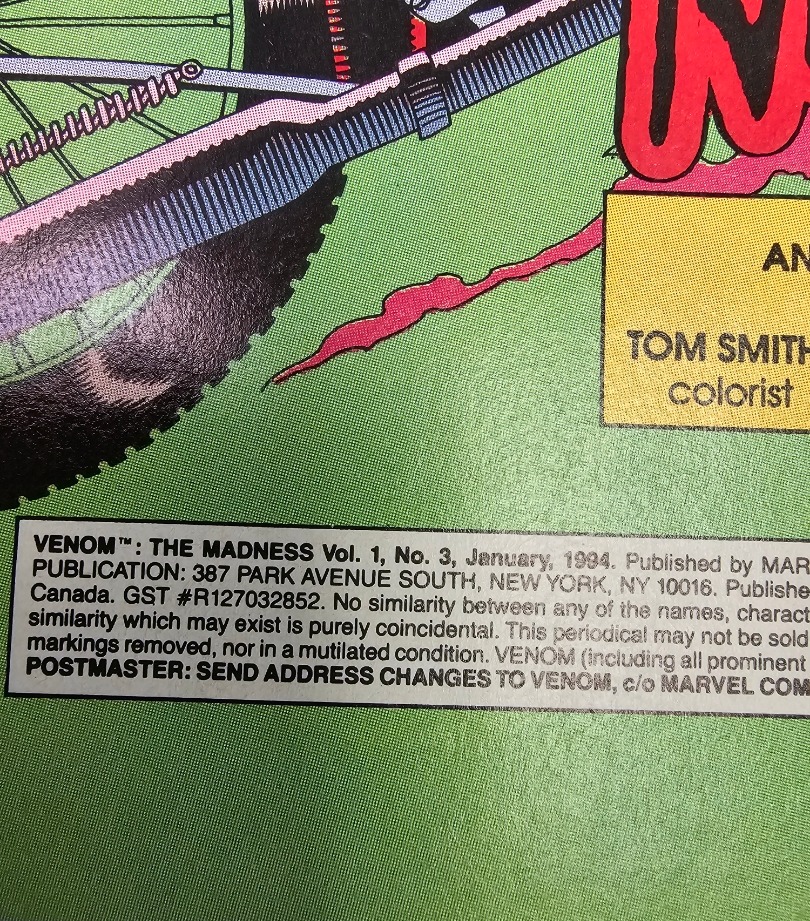 AN
TOM SMITH
colorist
VENOM™: THE MADNESS Vol. 1, No. 3, January, 1994. Published by MAR
PUBLICATION: 387 PARK AVENUE SOUTH, NEW YORK, NY 10016. Publishe
Canada. GST #R127032852. No similarity between any of the names, charact
similarity which may exist is purely coincidental. This periodical may not be sold
markings removed, nor in a mutilated condition. VENOM (including all prominent
POSTMASTER: SEND ADDRESS CHANGES TO VENOM, c/o MARVEL COM